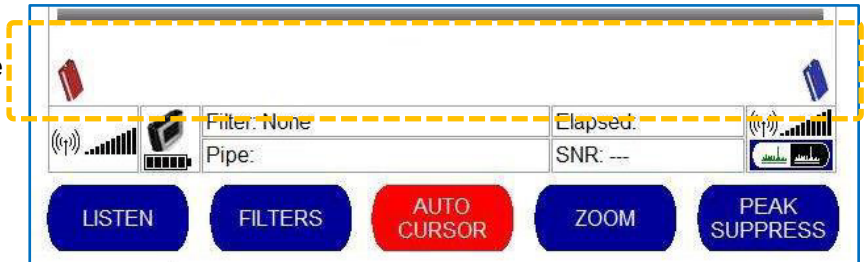 e
Filter: None
Elapsed:
Pipe:
SNR: ---
LISTEN
FILTERS
AUTO
CURSOR
ZOOM
PEAK
SUPPRESS